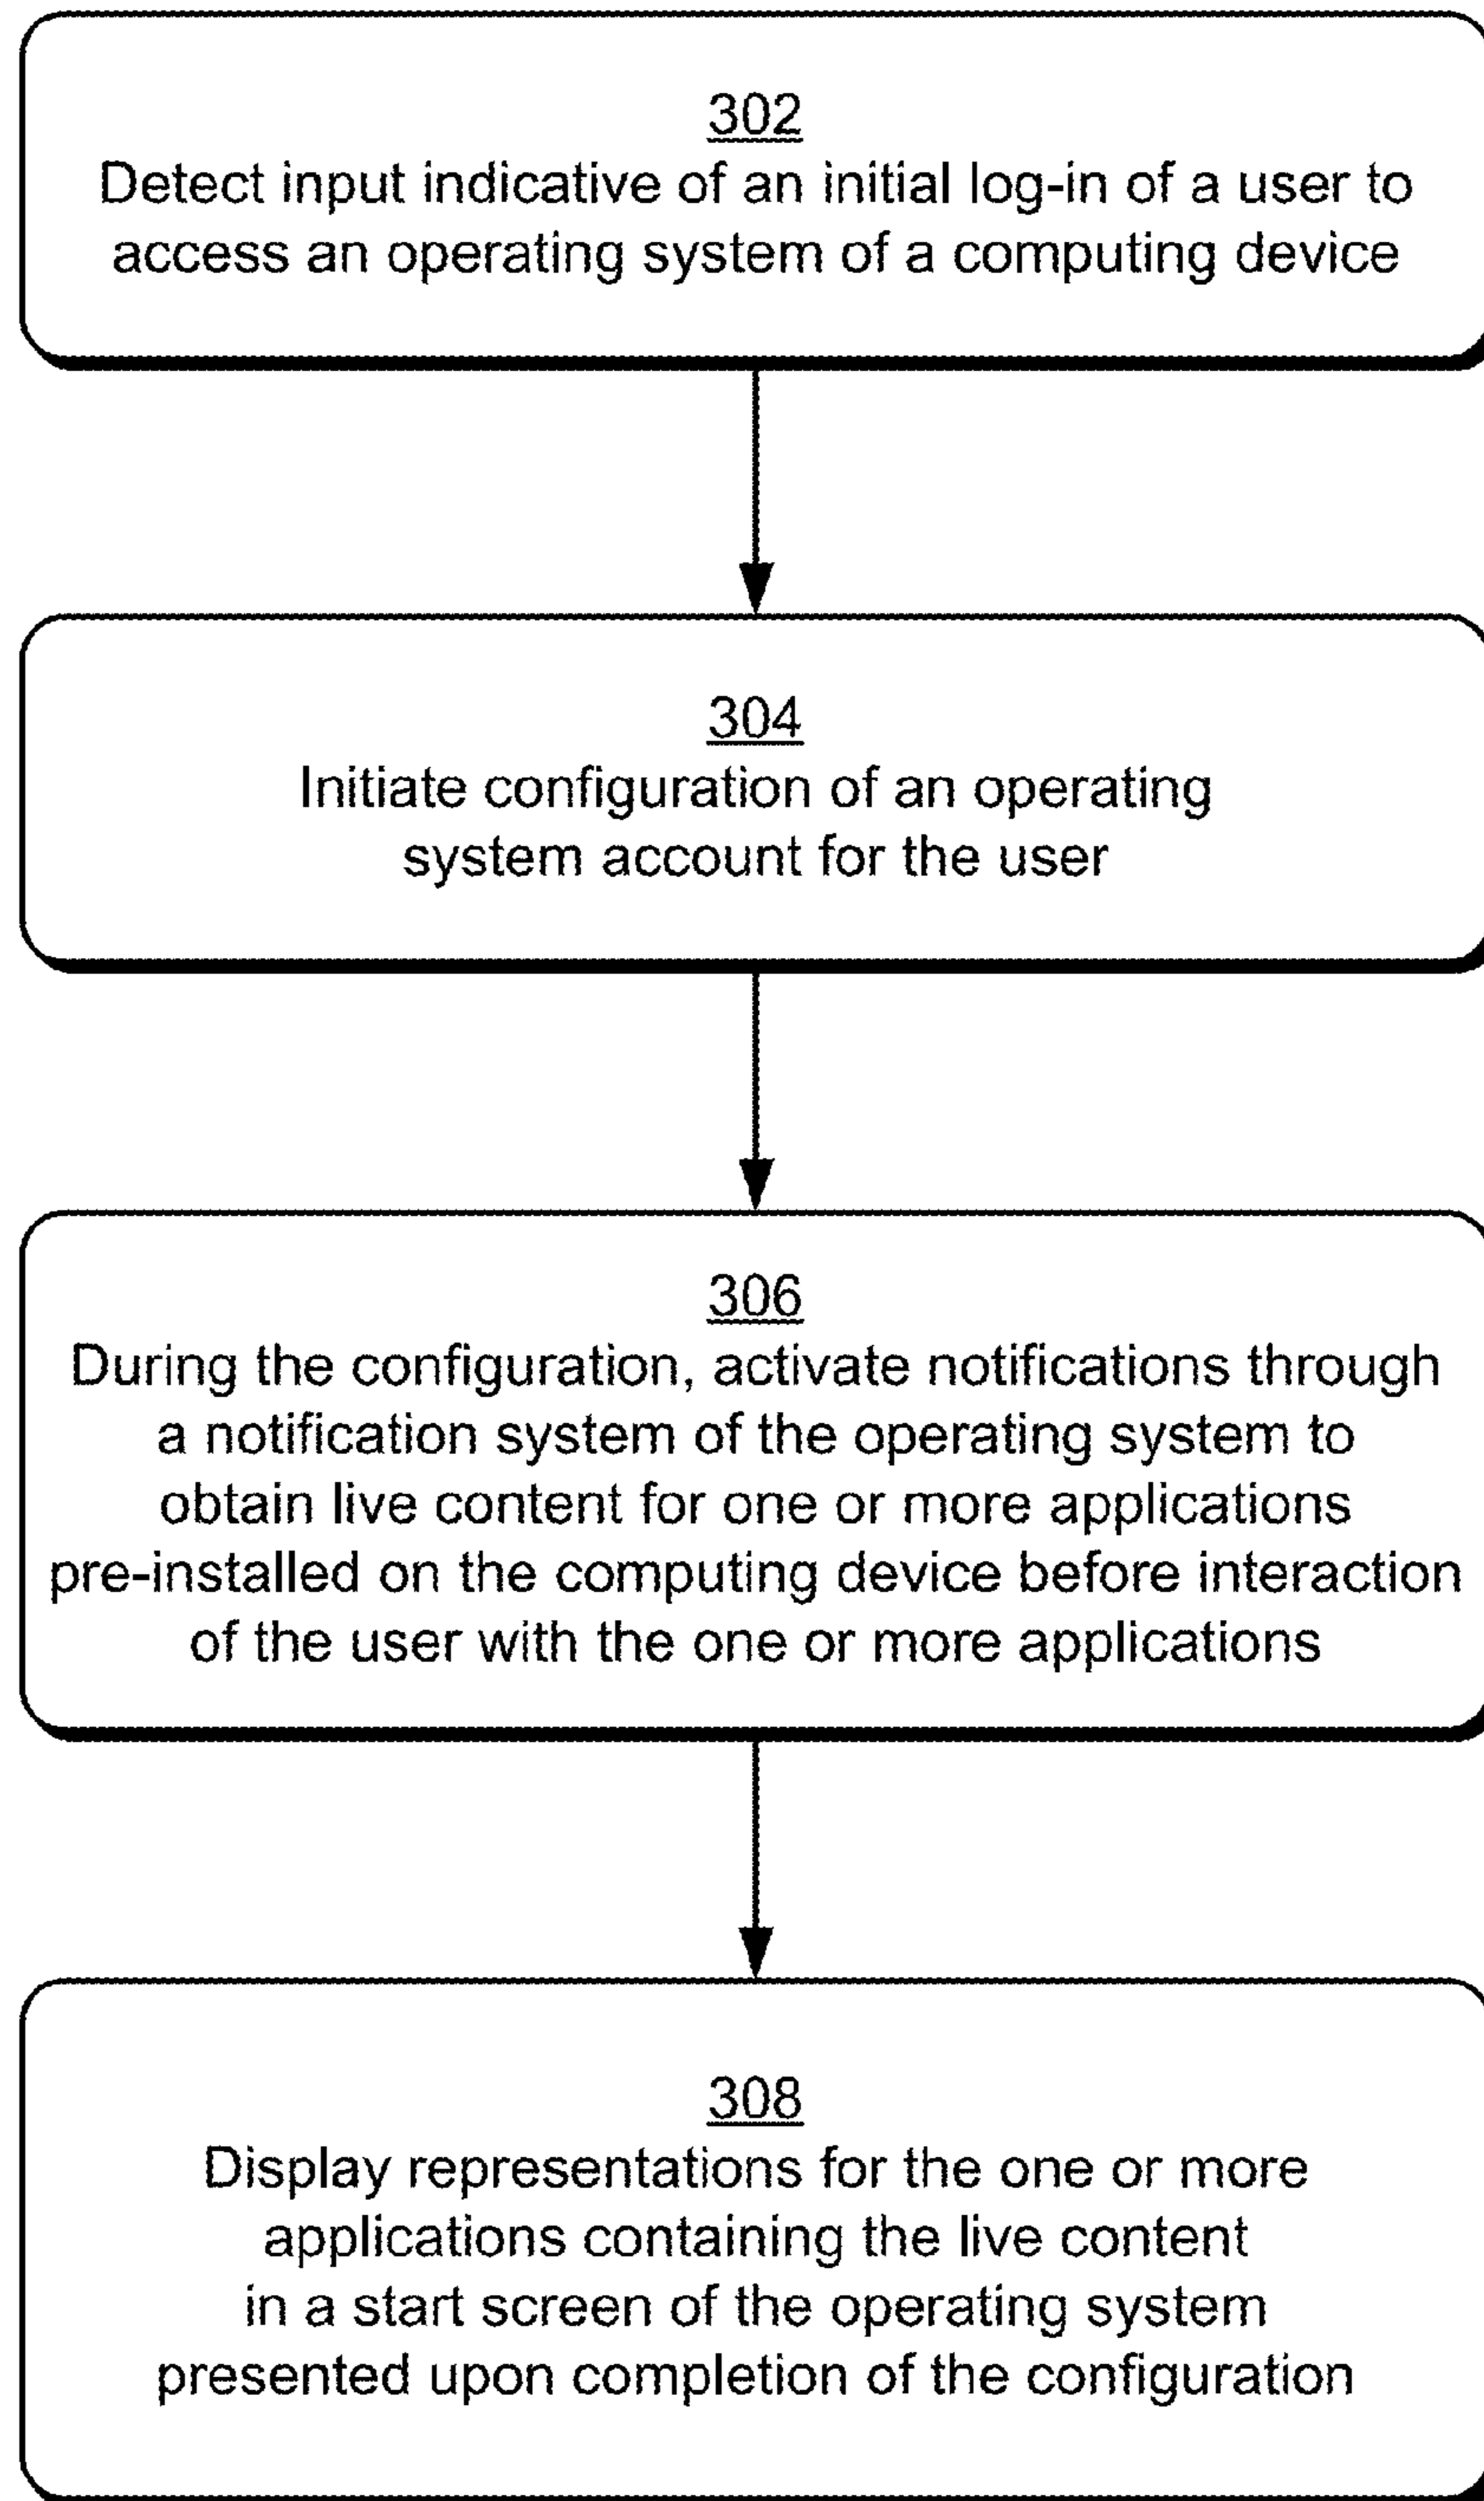 302
Detect input indicative of an initial log-in of a user to
access an operating system of a computing device
304
Initiate configuration of an operating
system account for the user
306
During the configuration, activate notifications through
a notification system of the operating system to
obtain live content for one or more applications
pre-installed on the computing device before interaction
of the user with the one or more applications
308
Display representations for the one or more
applications containing the live content
in a start screen of the operating system
presented upon completion of the configuration